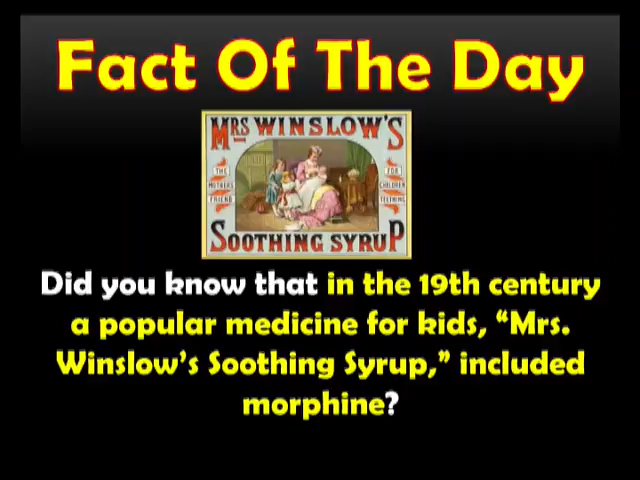 Fact Of The Day
MRS WINSLOW'S
THE
MOTHERS
FRIEND
FOR
CHILDREN
TEETHING
SOOTHING SYRUP
Did you know that in the 19th century
a popular medicine for kids, “Mrs.
Winslow’s Soothing Syrup,” included
morphine?